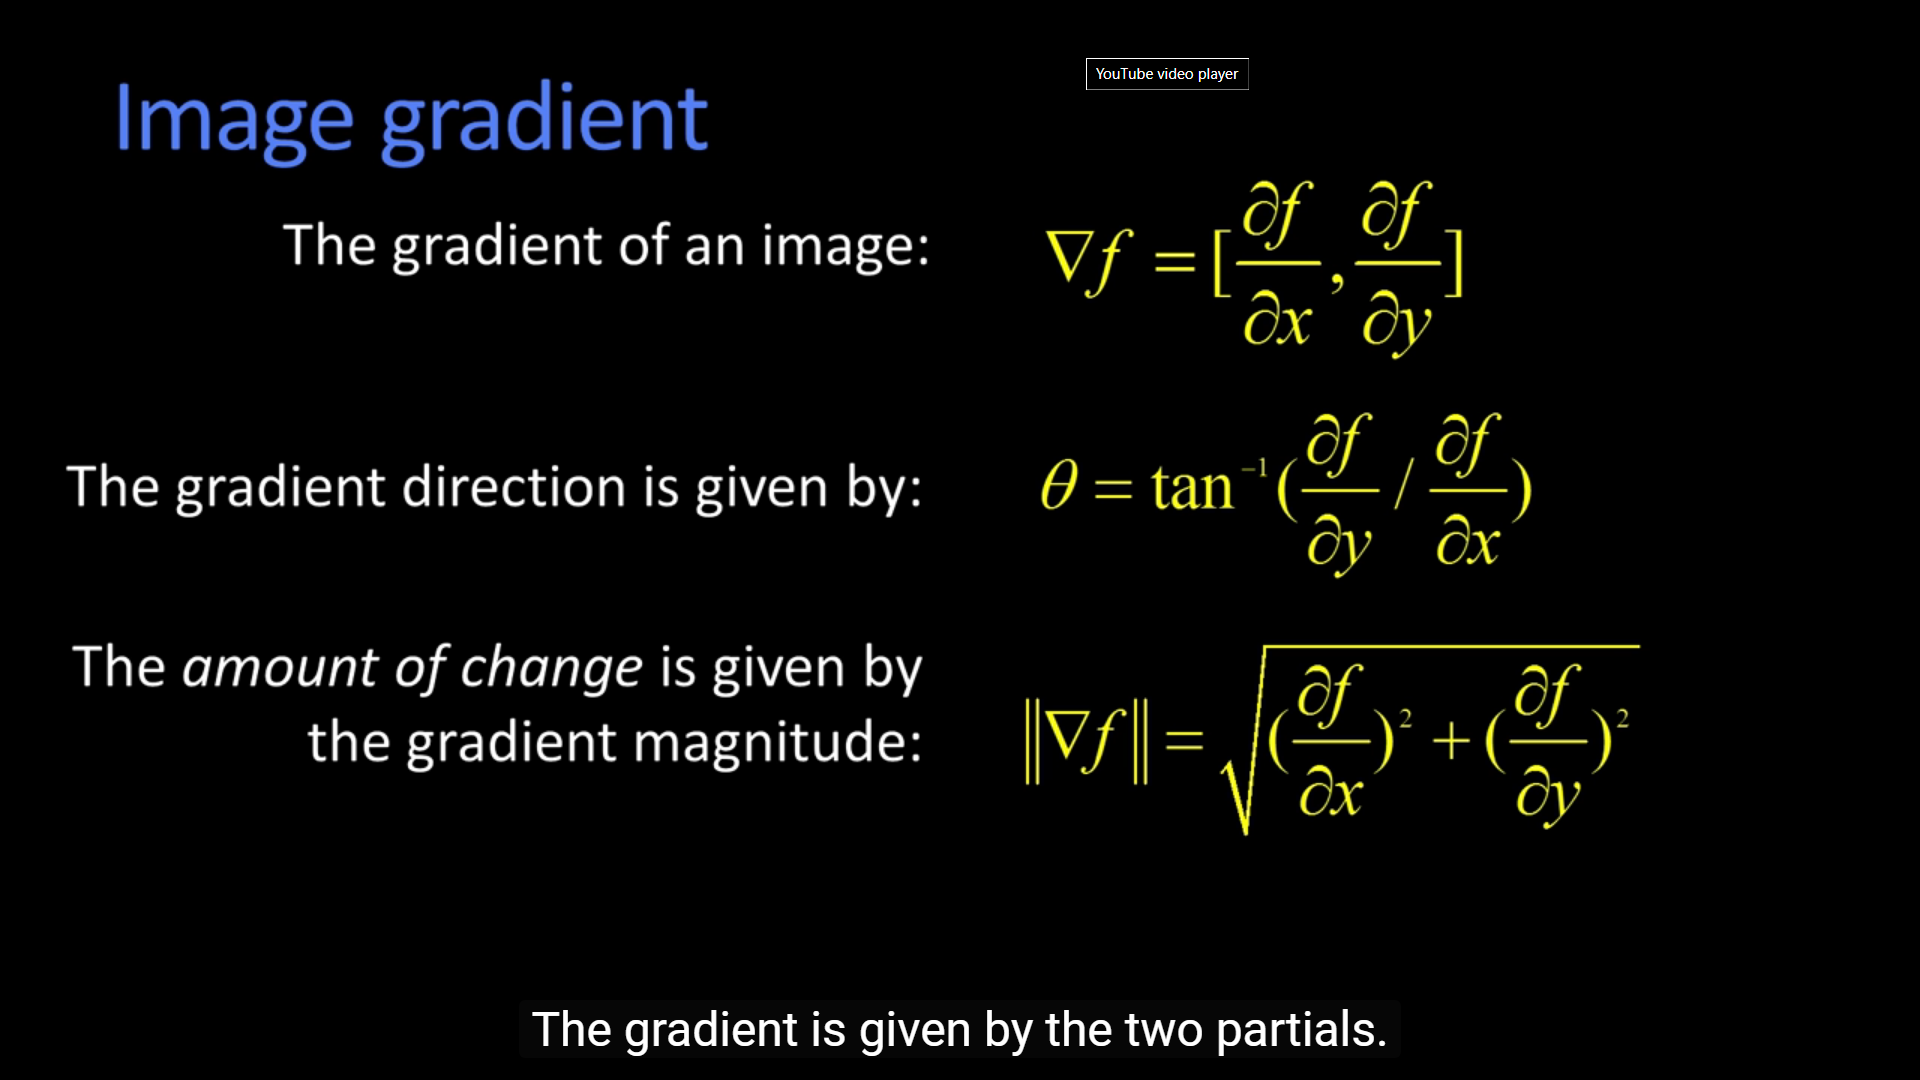 YouTube video player
Image gradient
The gradient of an image: ∇f = [∂f/∂x, ∂f/∂y]
The gradient direction is given by: θ = tan⁻¹(∂f/∂y / ∂f/∂x)
The amount of change is given by
the gradient magnitude: ‖∇f‖ = √((∂f/∂x)² + (∂f/∂y)²)
The gradient is given by the two partials.